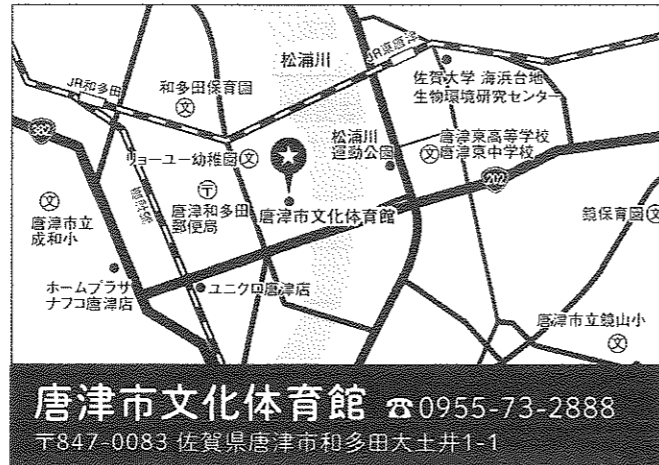 松浦川
JR東唐津
JR和多田
和多田保育園
佐賀大学 海浜台地
生物環境研究センター
382
リョーユー幼稚園
松浦川
運動公園
唐津東高等学校
唐津東中学校
202
唐津和多田
郵便局
唐津市文化体育館
唐津市立
成和小
鏡保育園
ホームプラザ
ナフコ唐津店
ユニクロ唐津店
唐津市立鏡山小
唐津市文化体育館 ☎0955-73-2888
〒847-0083 佐賀県唐津市和多田大土井1-1